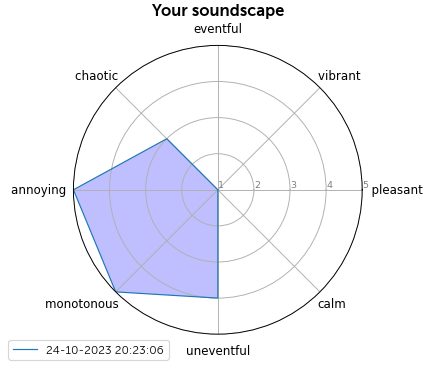 Your soundscape
eventful
chaotic
vibrant
annoying
1 2 3 4 5
pleasant
monotonous
calm
uneventful
24-10-2023 20:23:06